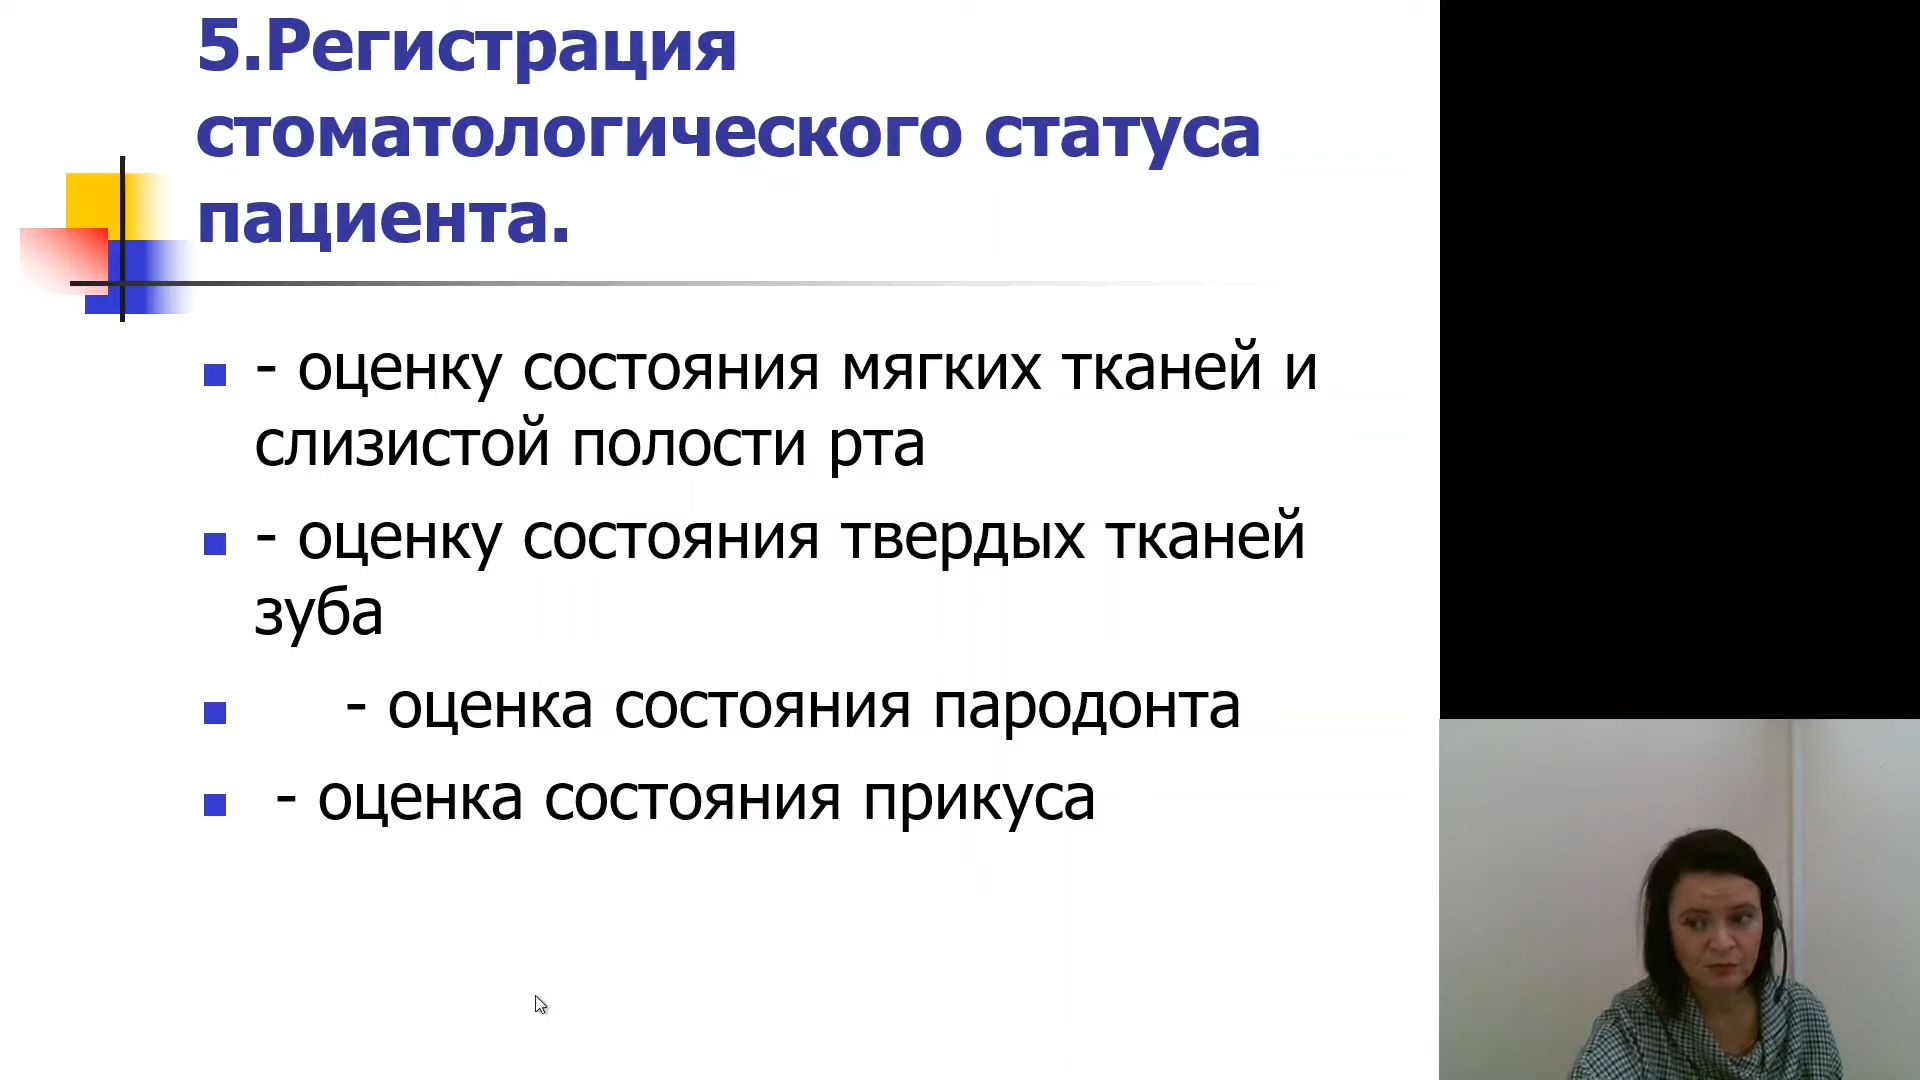 5.Регистрация
стоматологического статуса
пациента.
- оценку состояния мягких тканей и
слизистой полости рта
- оценку состояния твердых тканей
зуба
- оценка состояния пародонта
- оценка состояния прикуса